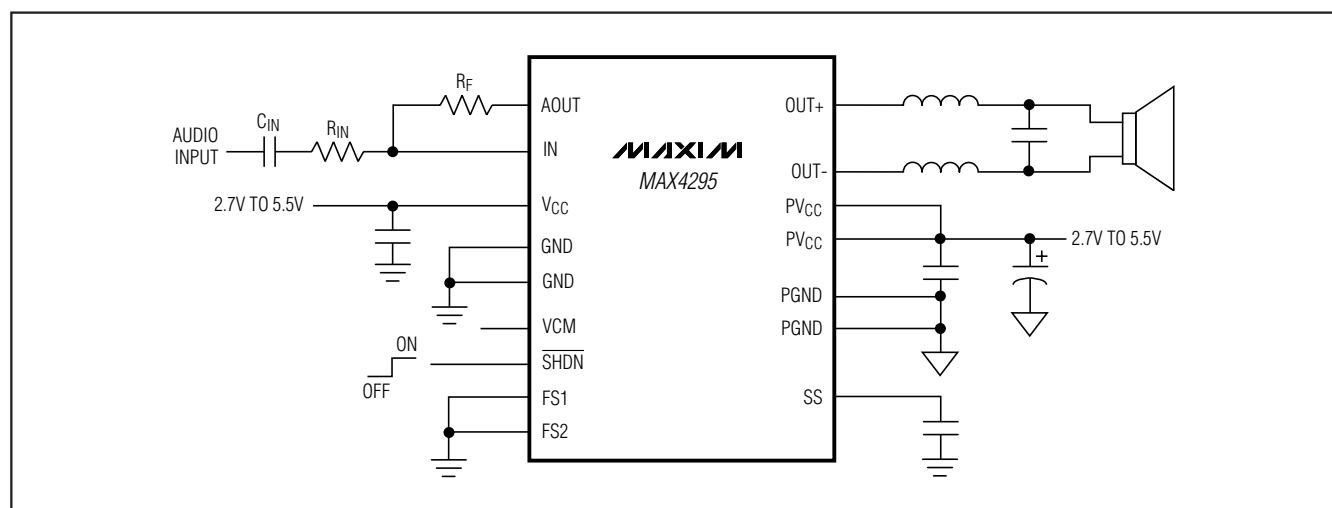 AUDIO
INPUT
CIN
RIN
RF
2.7V TO 5.5V
ON
OFF
AOUT
IN
VCC
GND
GND
VCM
SHDN
FS1
FS2
MAXIM
MAX4295
OUT+
OUT-
PVCC
PVCC
PGND
PGND
SS
2.7V TO 5.5V
+